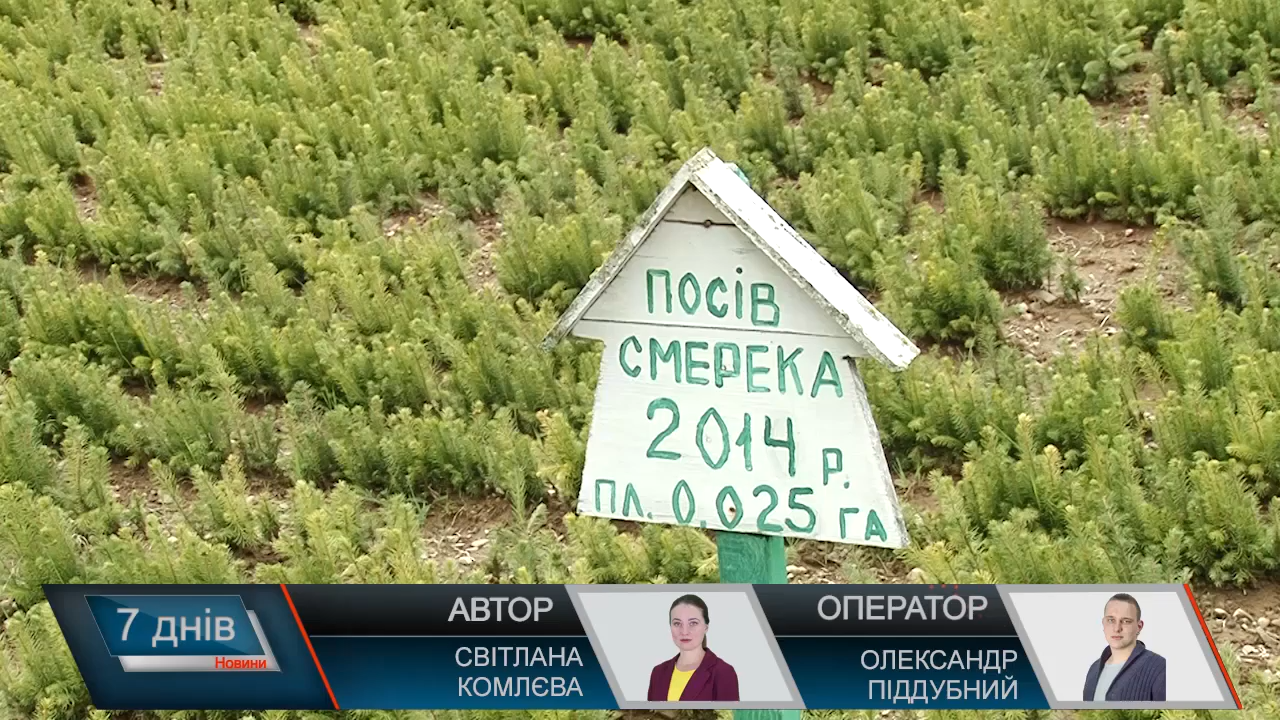 ПОСІВ
СМЕРЕКА
2014 р.
ПЛ. 0,025 ГА
7 днів
Новини
АВТОР
СВІТЛАНА
КОМЛЄВА
ОПЕРАТОР
ОЛЕКСАНДР
ПІДДУБНИЙ